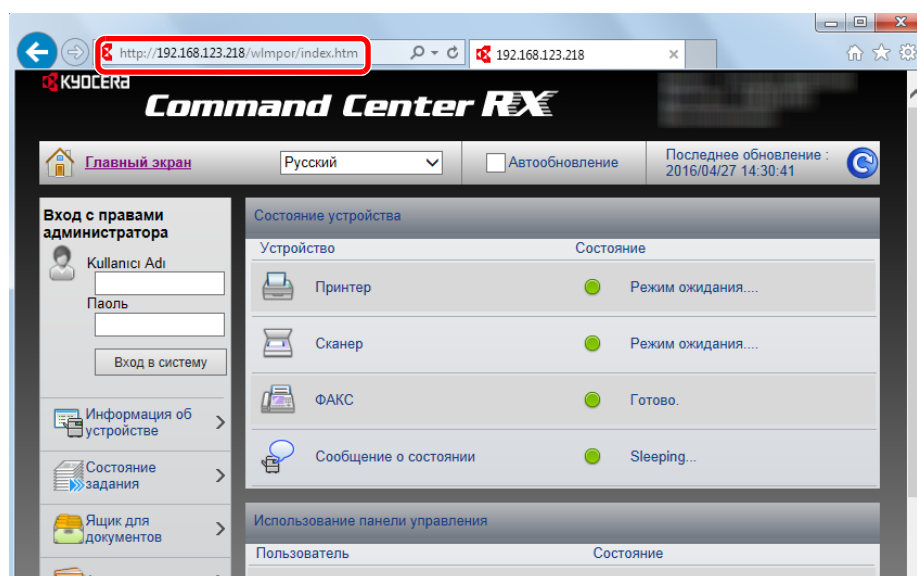 http://192.168.123.218/wlmpor/index.htm
192.168.123.218
KYOCERA
Command Center RX
Главный экран
Русский
Автообновление
Последнее обновление :
2016/04/27 14:30:41
Вход с правами
администратора
Kullanıcı Adı
Паоль
Вход в систему
Информация об
устройстве
Состояние
задания
Ящик для
документов
Состояние устройства
Устройство Состояние
Принтер Режим ожидания....
Сканер Режим ожидания....
ФАКС Готово.
Сообщение о состоянии Sleeping...
Использование панели управления
Пользователь Состояние